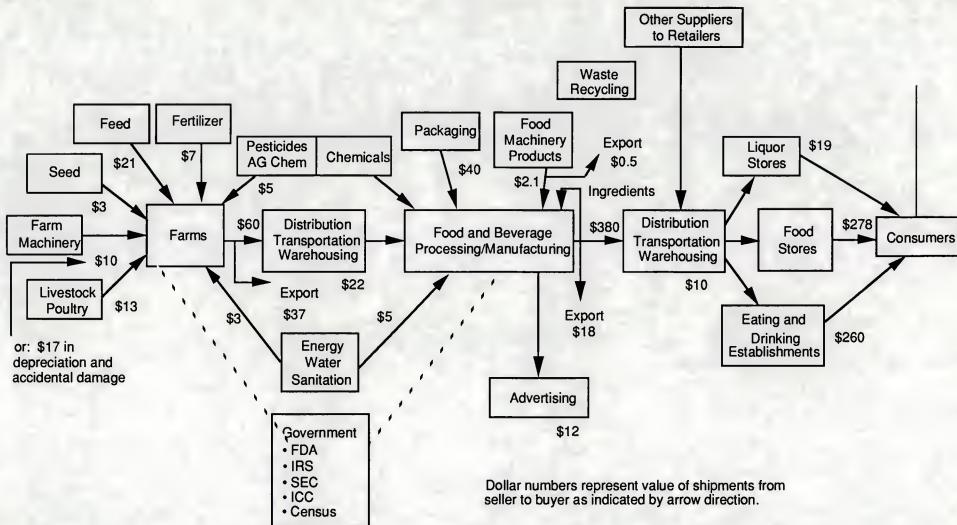 Other Suppliers
to Retailers
Waste
Recycling
Feed
Fertilizer
Packaging
Food
Machinery
Products
Export
$0.5
Pesticides
AG Chem
Chemicals
Liquor
Stores
$19
$21
$7
$40
$2.1
Seed
$5
Ingredients
$3
Farm
Machinery
Farms
$60
Distribution
Transportation
Warehousing
Food and Beverage
Processing/Manufacturing
$380
Distribution
Transportation
Warehousing
Food
Stores
$278
Consumers
$10
$22
$10
Livestock
Poultry
$13
Export
$37
$3
$5
Export
$18
Eating and
Drinking
Establishments
$260
or: $17 in
depreciation and
accidental damage
Energy
Water
Sanitation
Advertising
$12
Government
• FDA
• IRS
• SEC
• ICC
• Census
Dollar numbers represent value of shipments from
seller to buyer as indicated by arrow direction.